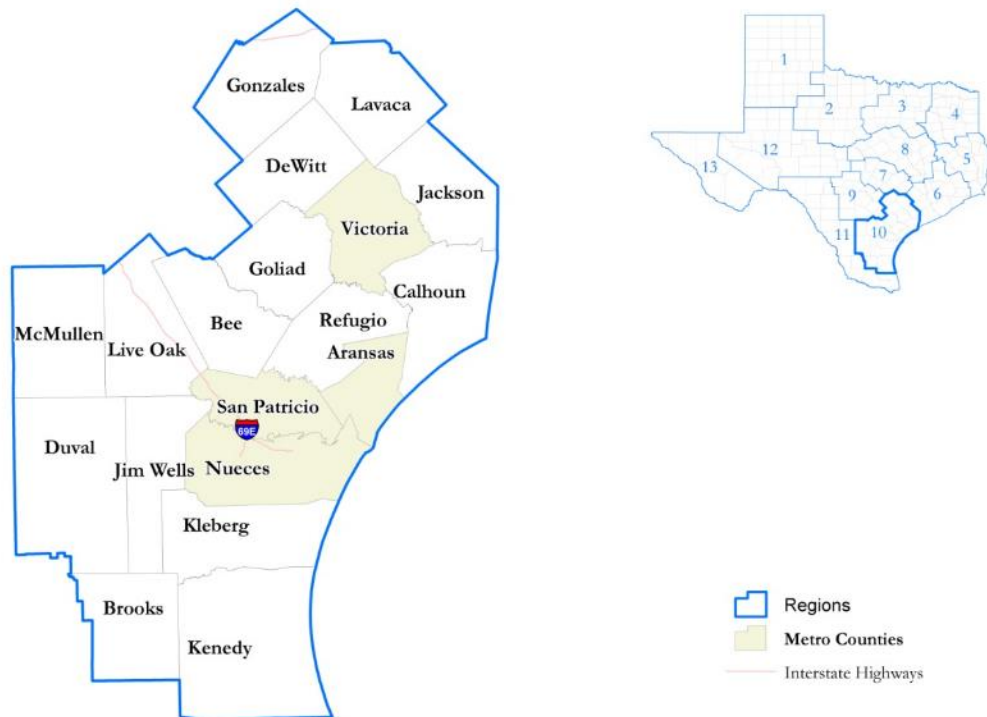 Gonzales
Lavaca
DeWitt
Jackson
Victoria
Goliad
Calhoun
Bee
Refugio
McMullen
Live Oak
Aransas
San Patricio
69E
Duval
Jim Wells
Nueces
Kleberg
Brooks
Kenedy
1
2
3
4
5
6
7
8
9
10
11
12
13
Regions
Metro Counties
Interstate Highways